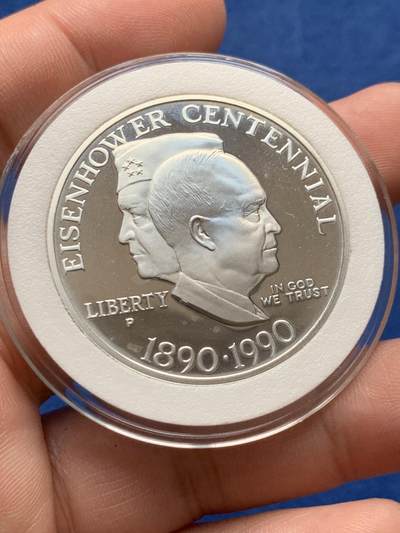 EISENHOWER CENTENNIAL
LIBERTY
P
IN GOD
WE TRUST
1890·1990